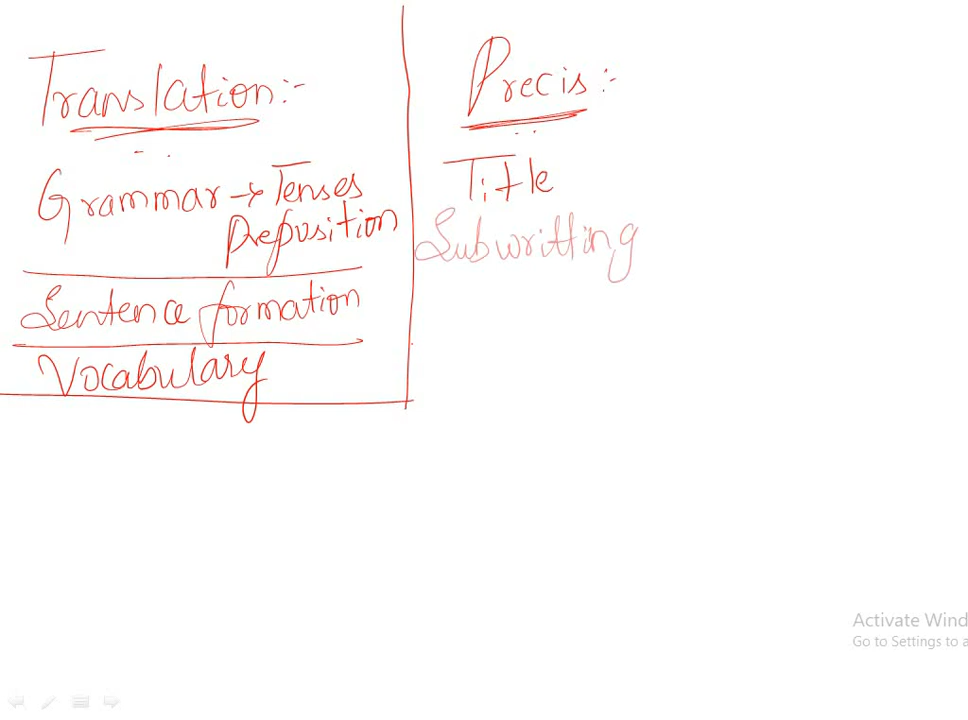 Translation:-
Grammar → Tenses
Preposition
Sentence formation
Vocabulary
Precis:-
Title
Subwritting
Activate Wind
Go to Settings to a